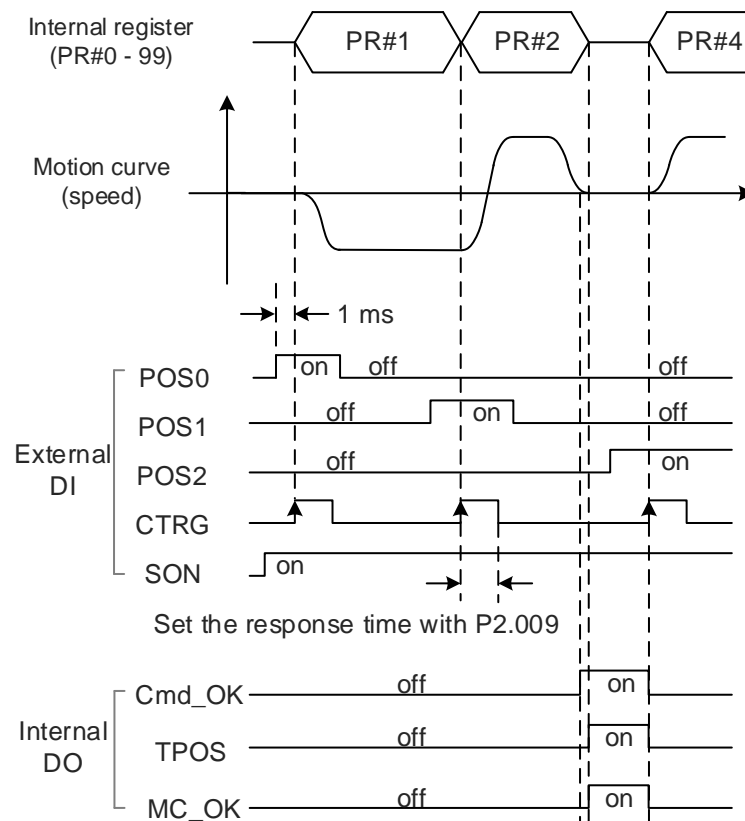 Internal register
(PR#0 - 99)
PR#1
PR#2
PR#4
Motion curve
(speed)
1 ms
POS0
on
off
off
POS1
off
on
off
External
DI
POS2
off
on
CTRG
SON
on
Set the response time with P2.009
Cmd_OK
off
on
Internal
DO
TPOS
off
on
MC_OK
off
on